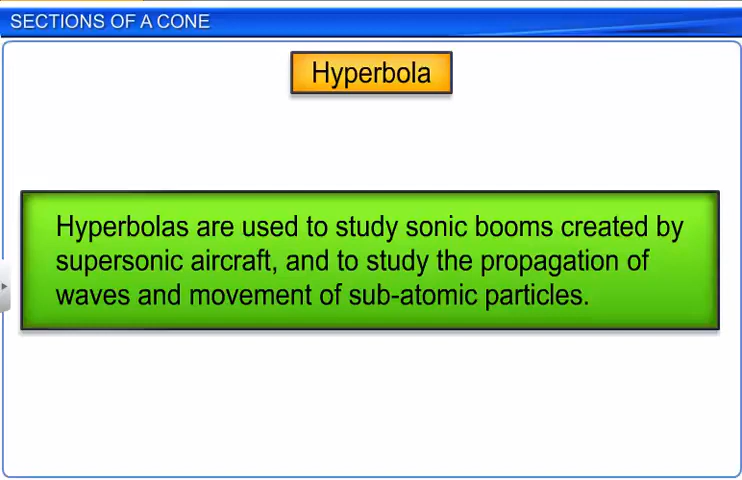 SECTIONS OF A CONE
Hyperbola
Hyperbolas are used to study sonic booms created by
supersonic aircraft, and to study the propagation of
waves and movement of sub-atomic particles.